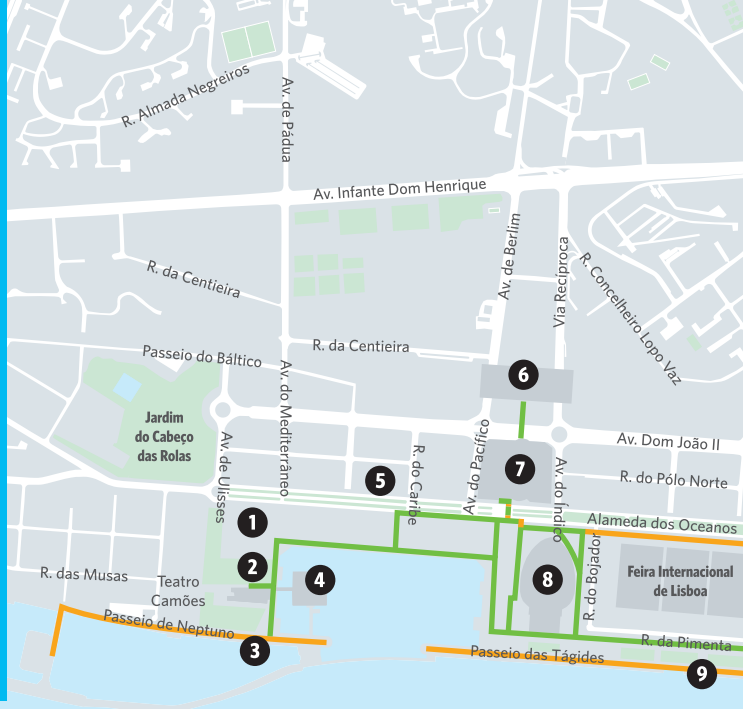 R. Almada Negreiros
Av. de Pádua
Av. Infante Dom Henrique
Av. de Berlim
Via Recíproca
R. Concelheiro Lopo Vaz
R. da Centieira
R. da Centieira
Passeio do Báltico
6
Jardim
do Cabeço
das Rolas
Av. do Mediterrâneo
Av. de Ulisses
Av. Dom João II
R. do Caribe
Av. do Pacífico
7
Av. do Índico
R. do Pólo Norte
5
1
Alameda dos Oceanos
2
4
8
R. do Bojador
Feira Internacional
de Lisboa
R. das Musas
Teatro
Camões
Passeio de Neptuno
3
R. da Pimenta
Passeio das Tágides
9